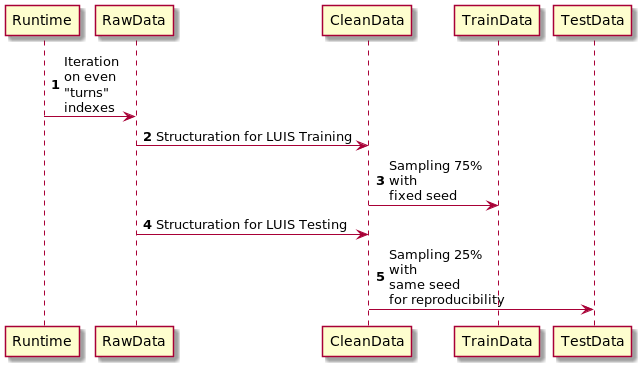 Runtime RawData CleanData TrainData TestData
Iteration
on even
1 "turns"
indexes
2 Structuration for LUIS Training
Sampling 75%
3 with
fixed seed
4 Structuration for LUIS Testing
Sampling 25%
with
5 same seed
for reproducibility
Runtime RawData CleanData TrainData TestData